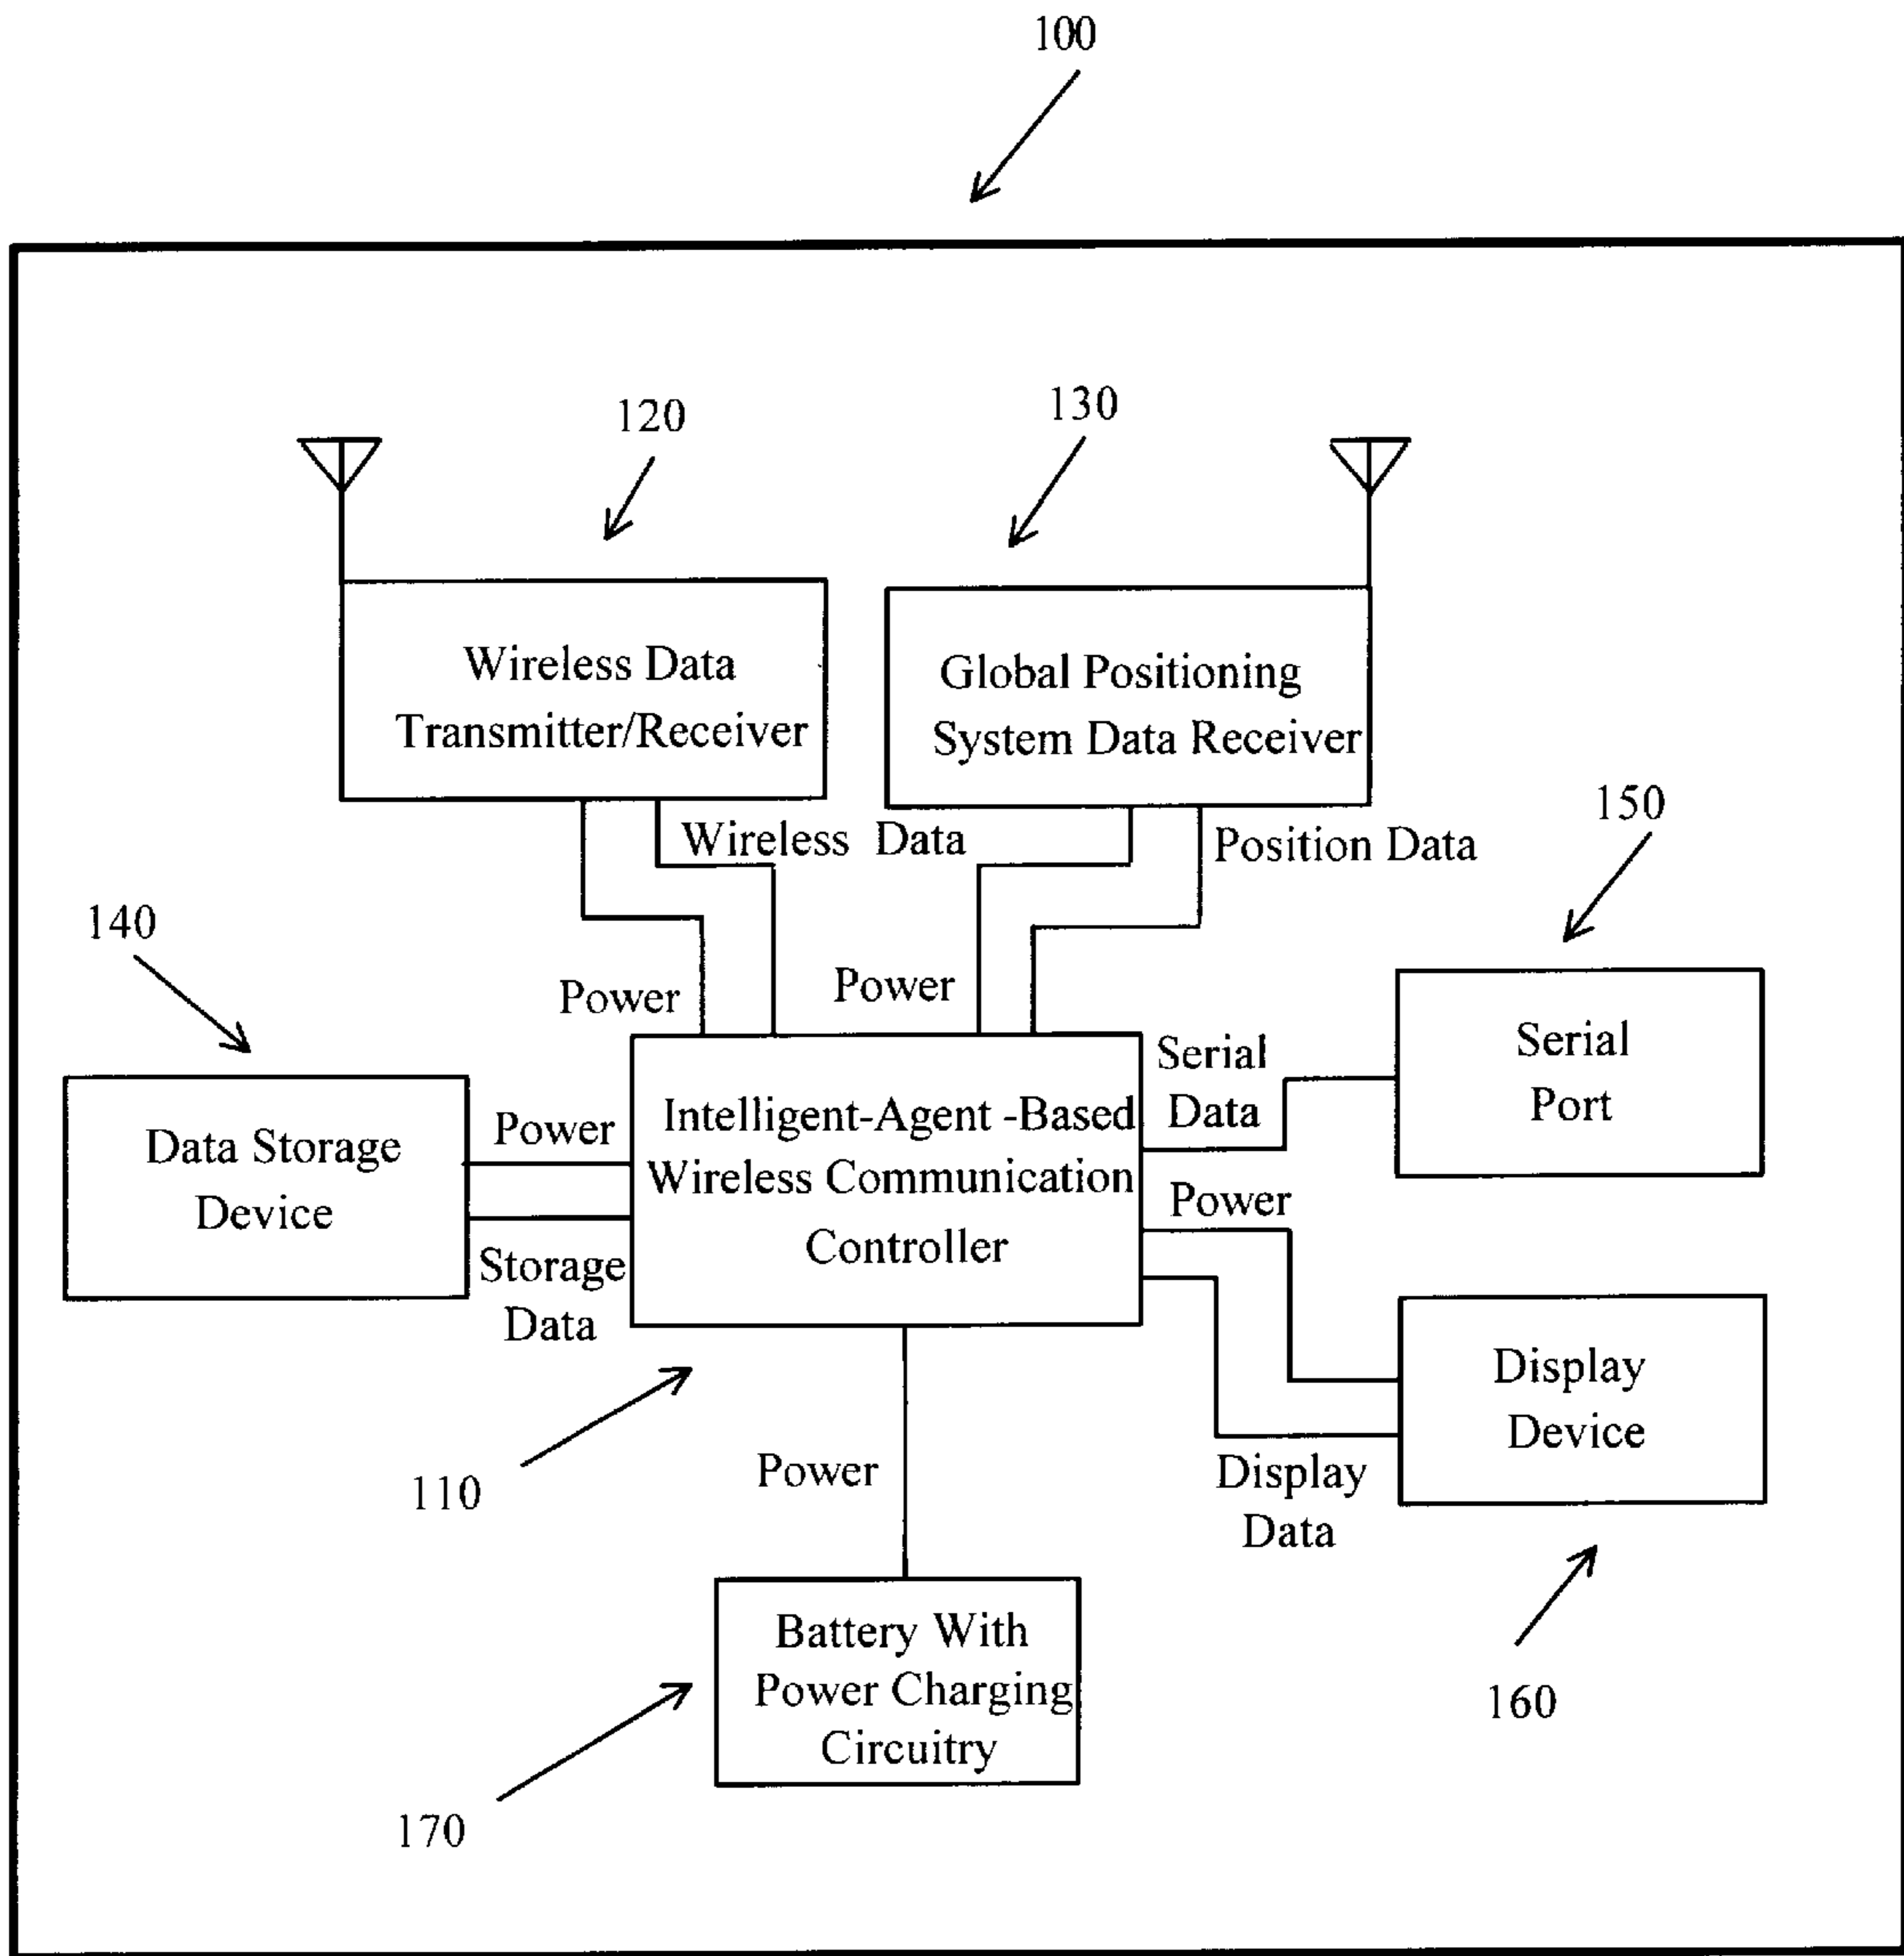 100
120
130
Wireless Data
Transmitter/Receiver
Global Positioning
System Data Receiver
Wireless Data
Position Data
150
140
Power
Power
Serial
Data
Serial
Port
Data Storage
Device
Power
Storage
Data
Intelligent-Agent -Based
Wireless Communication
Controller
Power
Display
Device
Display
Data
110
Power
160
Battery With
Power Charging
Circuitry
170